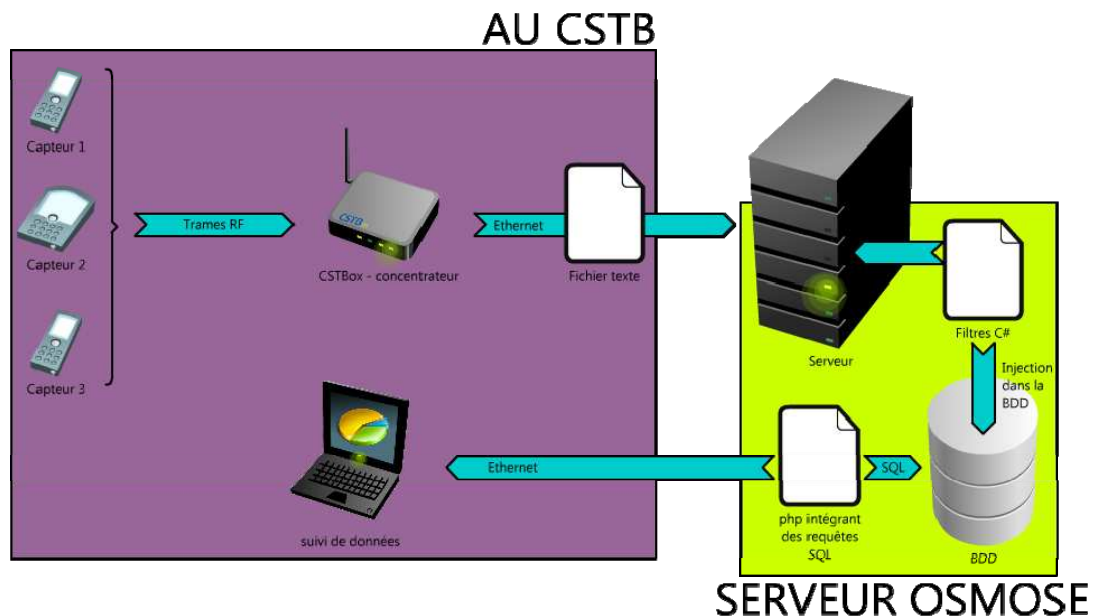 AU CSTB
Capteur 1
Capteur 2
Capteur 3
Trames RF
CSTB
CSTBox - concentrateur
Ethernet
Fichier texte
Serveur
Filtres C#
Injection
dans la
BDD
suivi de données
Ethernet
php intégrant
des requêtes
SQL
SQL
BDD
SERVEUR OSMOSE